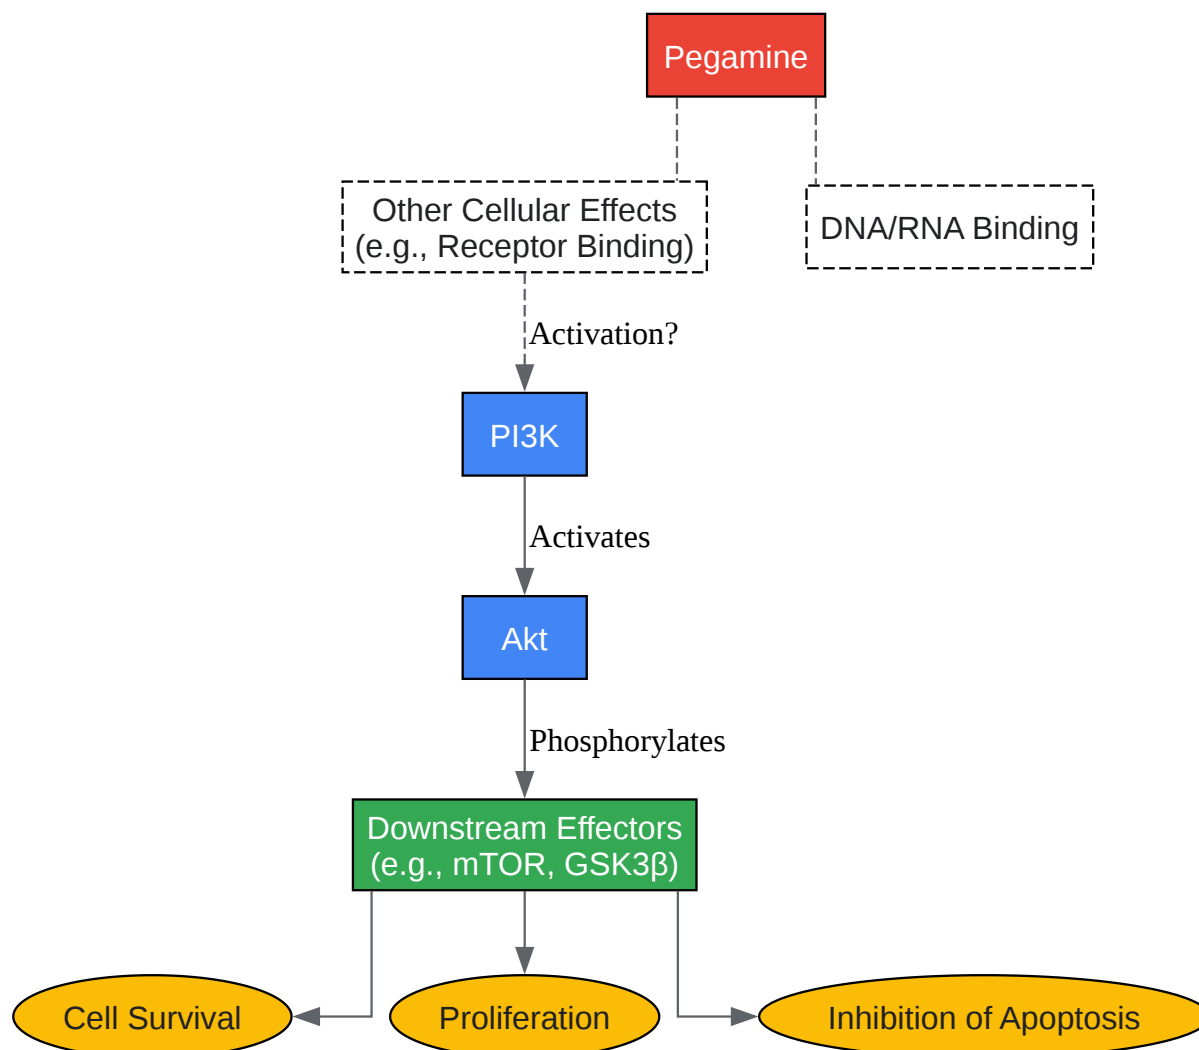 Pegamine
Other Cellular Effects
(e.g., Receptor Binding)
DNA/RNA Binding
Activation?
PI3K
Activates
Akt
Phosphorylates
Downstream Effectors
(e.g., mTOR, GSK3β)
Cell Survival
Proliferation
Inhibition of Apoptosis